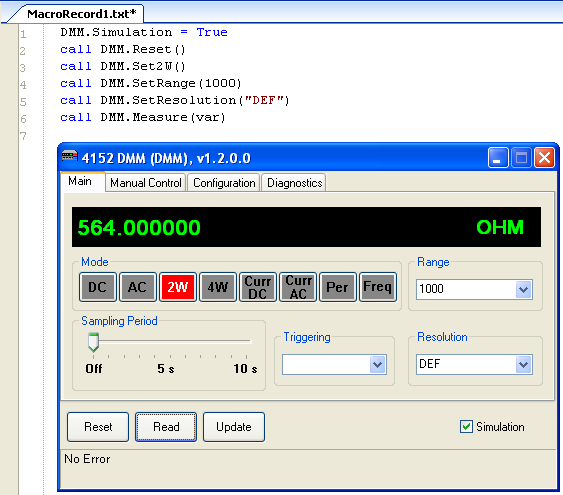 MacroRecord1.txt*
1 DMM.Simulation = True
2 call DMM.Reset()
3 call DMM.Set2W()
4 call DMM.SetRange(1000)
5 call DMM.SetResolution("DEF")
6 call DMM.Measure(var)
7
4152 DMM (DMM), v1.2.0.0
Main Manual Control Configuration Diagnostics
564.000000 OHM
Mode
DC AC 2W 4W Curr DC Curr AC Per Freq
Range
1000
Sampling Period
Off 5 s 10 s
Triggering
Resolution
DEF
Reset Read Update Simulation
No Error